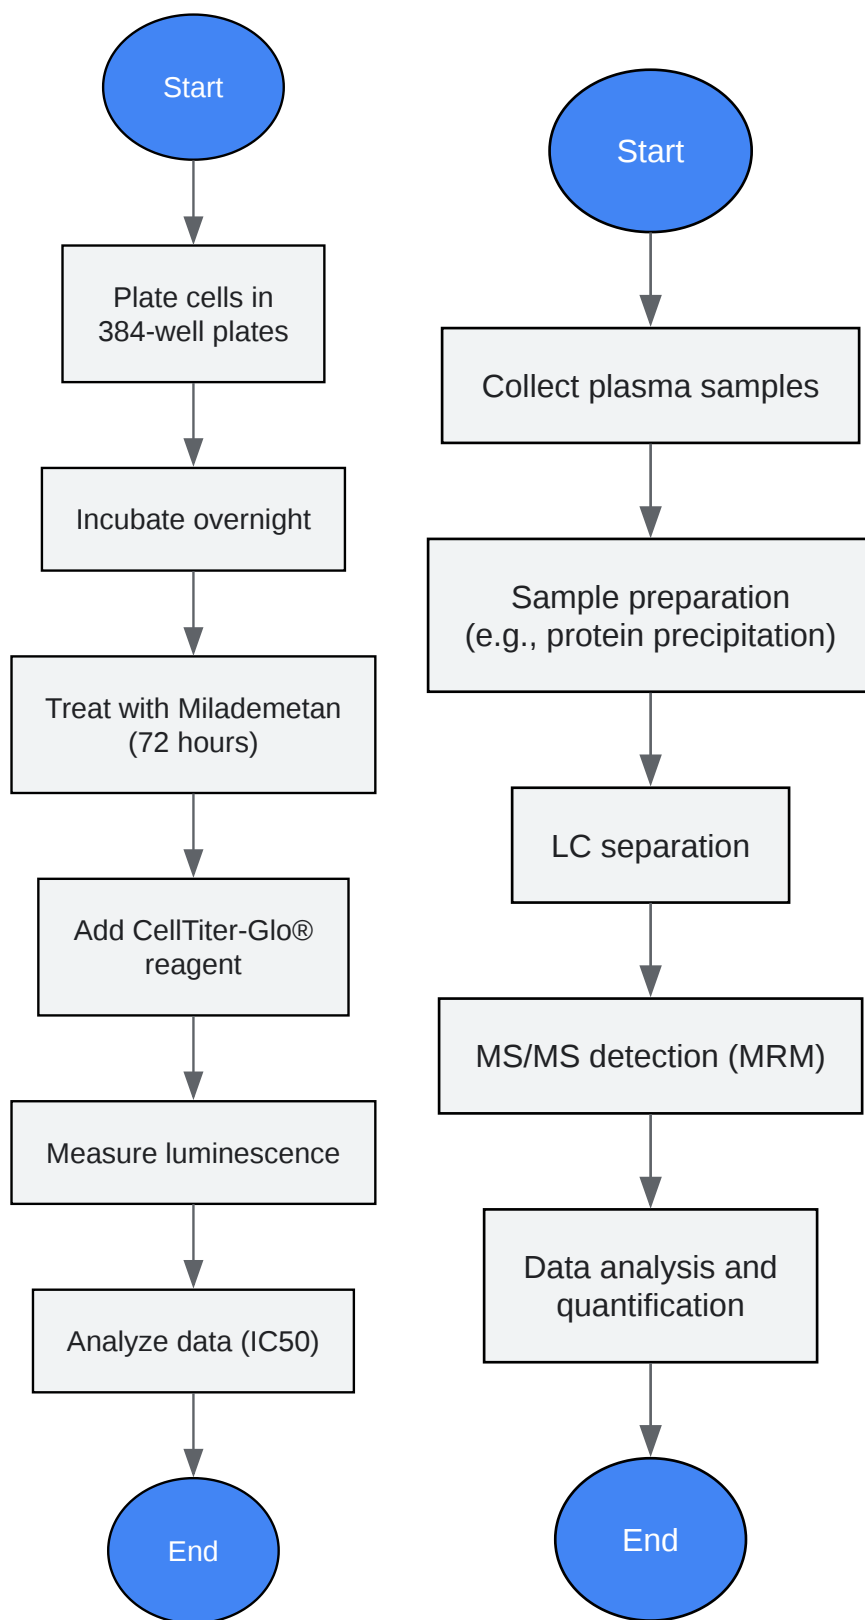 Start
Plate cells in
384-well plates
Incubate overnight
Treat with Milademetan
(72 hours)
Add CellTiter-Glo®
reagent
Measure luminescence
Analyze data (IC50)
End
Start
Collect plasma samples
Sample preparation
(e.g., protein precipitation)
LC separation
MS/MS detection (MRM)
Data analysis and
quantification
End